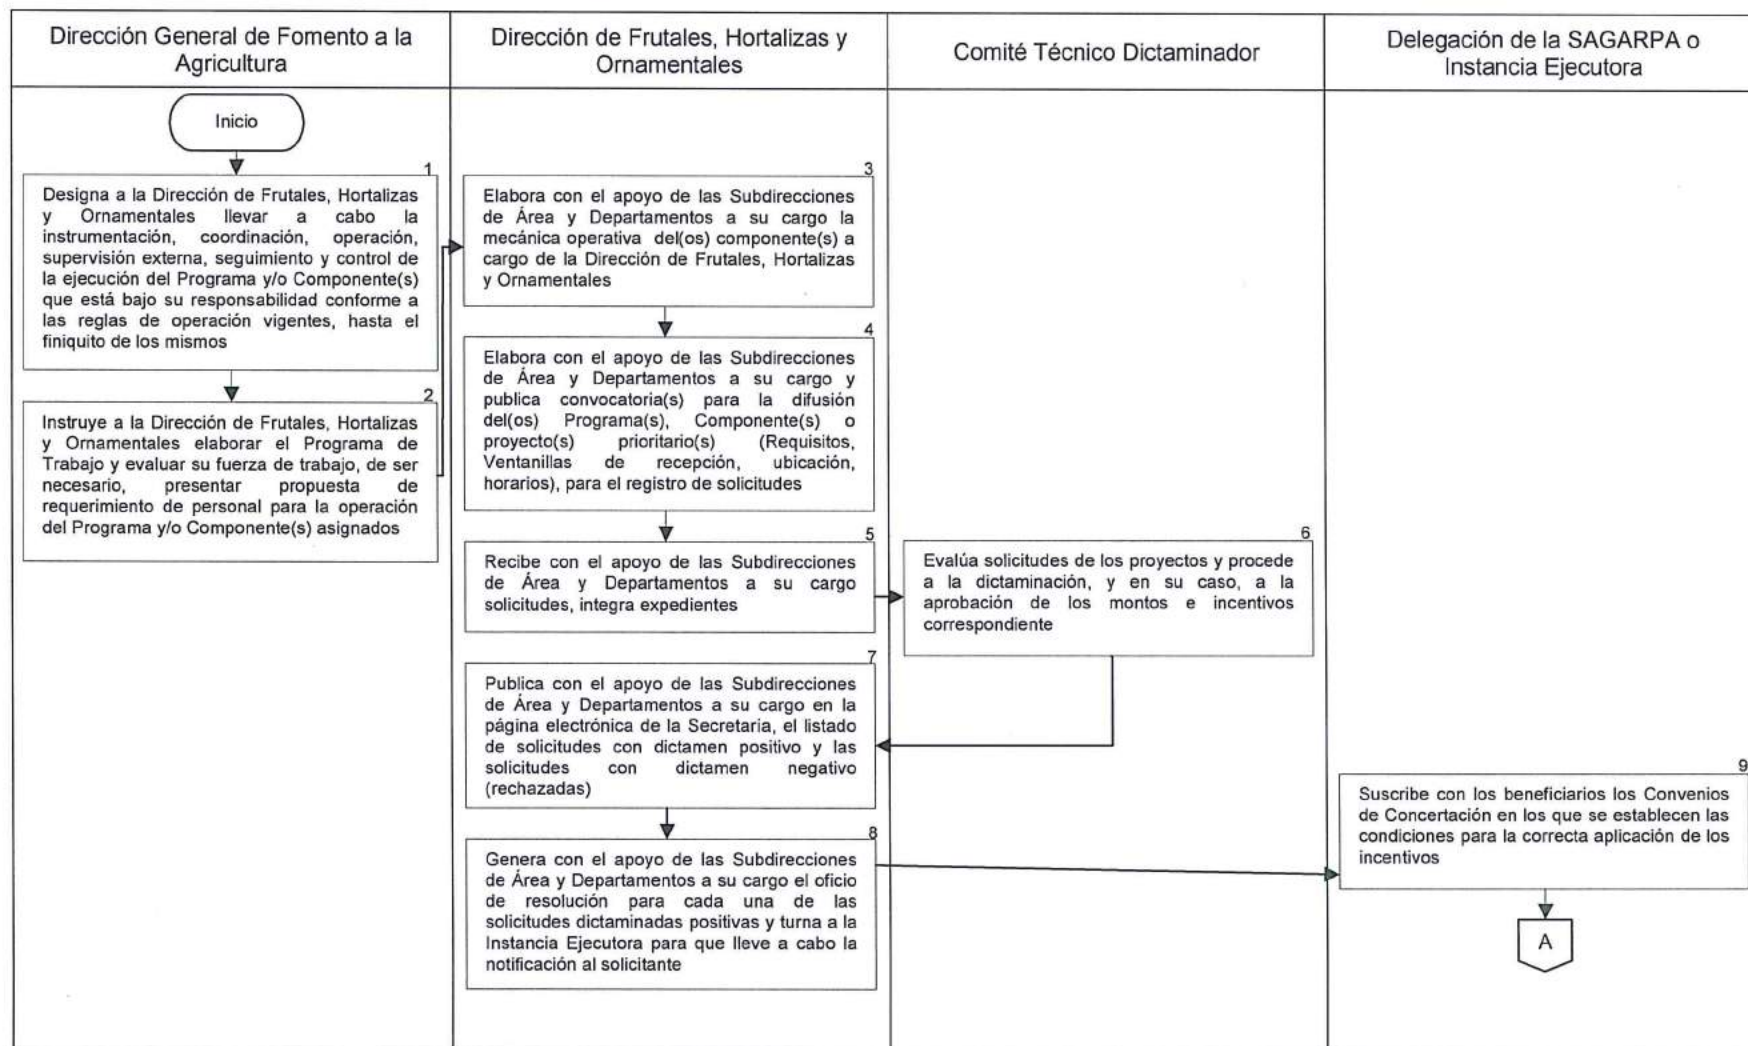 Dirección General de Fomento a la
Agricultura
Dirección de Frutales, Hortalizas y
Ornamentales
Comité Técnico Dictaminador
Delegación de la SAGARPA o
Instancia Ejecutora
Inicio
1
Designa a la Dirección de Frutales, Hortalizas
y Ornamentales llevar a cabo la
instrumentación, coordinación, operación,
supervisión externa, seguimiento y control de
la ejecución del Programa y/o Componente(s)
que está bajo su responsabilidad conforme a
las reglas de operación vigentes, hasta el
finiquito de los mismos
2
Instruye a la Dirección de Frutales, Hortalizas
y Ornamentales elaborar el Programa de
Trabajo y evaluar su fuerza de trabajo, de ser
necesario, presentar propuesta de
requerimiento de personal para la operación
del Programa y/o Componente(s) asignados
3
Elabora con el apoyo de las Subdirecciones
de Área y Departamentos a su cargo la
mecánica operativa del(os) componente(s) a
cargo de la Dirección de Frutales, Hortalizas
y Ornamentales
4
Elabora con el apoyo de las Subdirecciones
de Área y Departamentos a su cargo y
publica convocatoria(s) para la difusión
del(os) Programa(s), Componente(s) o
proyecto(s) prioritario(s) (Requisitos,
Ventanillas de recepción, ubicación,
horarios), para el registro de solicitudes
5
Recibe con el apoyo de las Subdirecciones
de Área y Departamentos a su cargo
solicitudes, integra expedientes
6
Evalúa solicitudes de los proyectos y procede
a la dictaminación, y en su caso, a la
aprobación de los montos e incentivos
correspondiente
7
Publica con el apoyo de las Subdirecciones
de Área y Departamentos a su cargo en la
página electrónica de la Secretaria, el listado
de solicitudes con dictamen positivo y las
solicitudes con dictamen negativo
(rechazadas)
8
Genera con el apoyo de las Subdirecciones
de Área y Departamentos a su cargo el oficio
de resolución para cada una de las
solicitudes dictaminadas positivas y turna a la
Instancia Ejecutora para que lleve a cabo la
notificación al solicitante
9
Suscribe con los beneficiarios los Convenios
de Concertación en los que se establecen las
condiciones para la correcta aplicación de los
incentivos
A